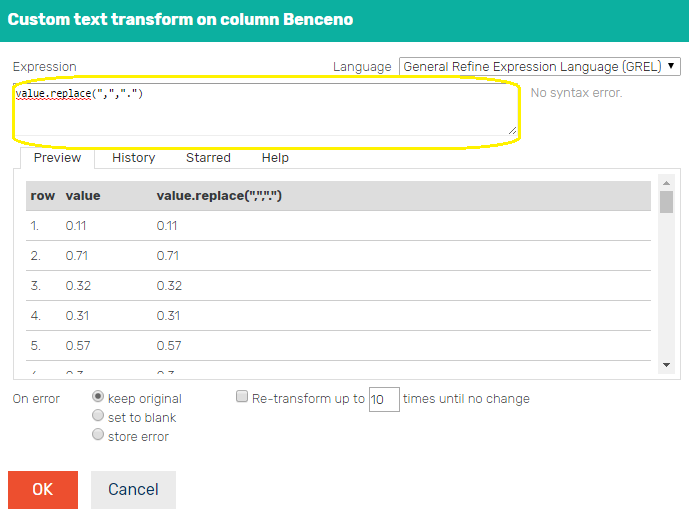 Custom text transform on column Benceno
Expression Language General Refine Expression Language (GREL)
value.replace(",",".") No syntax error.
Preview History Starred Help
row value value.replace(",",".")
1. 0.11 0.11
2. 0.71 0.71
3. 0.32 0.32
4. 0.31 0.31
5. 0.57 0.57
On error keep original Re-transform up to 10 times until no change
set to blank
store error
OK Cancel